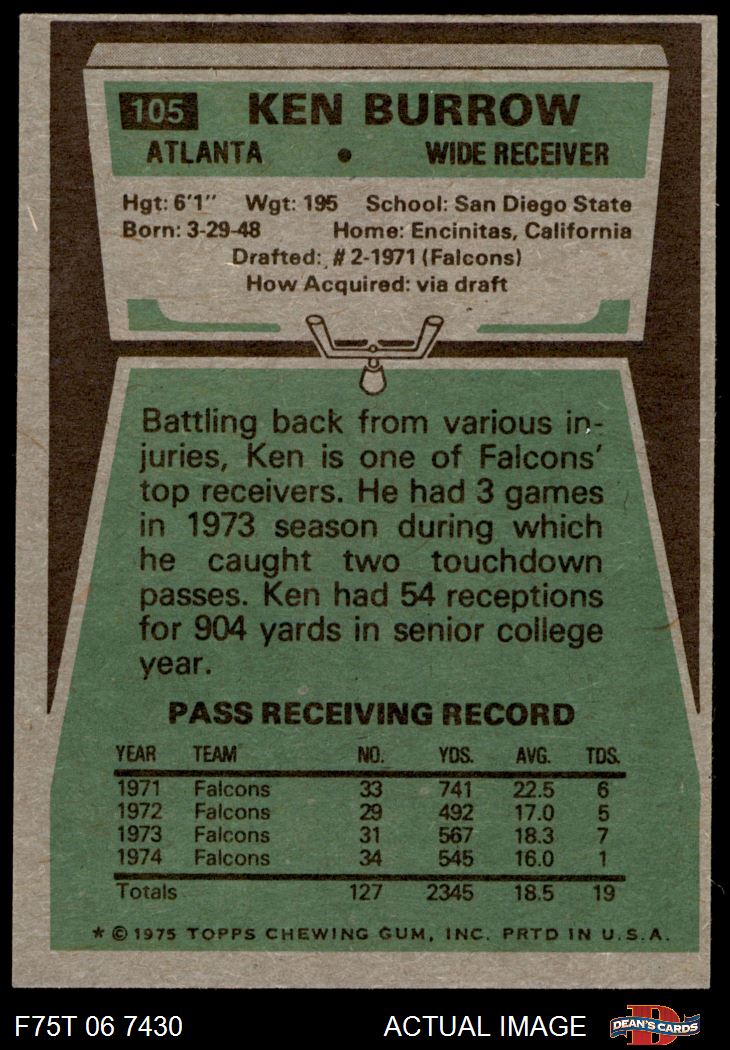 105 KEN BURROW
ATLANTA • WIDE RECEIVER
Hgt: 6'1" Wgt: 195 School: San Diego State
Born: 3-29-48 Home: Encinitas, California
Drafted: #2-1971 (Falcons)
How Acquired: via draft
Battling back from various in-
juries, Ken is one of Falcons'
top receivers. He had 3 games
in 1973 season during which
he caught two touchdown
passes. Ken had 54 receptions
for 904 yards in senior college
year.
PASS RECEIVING RECORD
YEAR TEAM NO. YDS. AVG. TDS.
1971 Falcons 33 741 22.5 6
1972 Falcons 29 492 17.0 5
1973 Falcons 31 567 18.3 7
1974 Falcons 34 545 16.0 1
Totals 127 2345 18.5 19
* © 1975 TOPPS CHEWING GUM, INC. PRTD IN U.S.A.
F75T 06 7430 ACTUAL IMAGE D DEAN'S CARDS